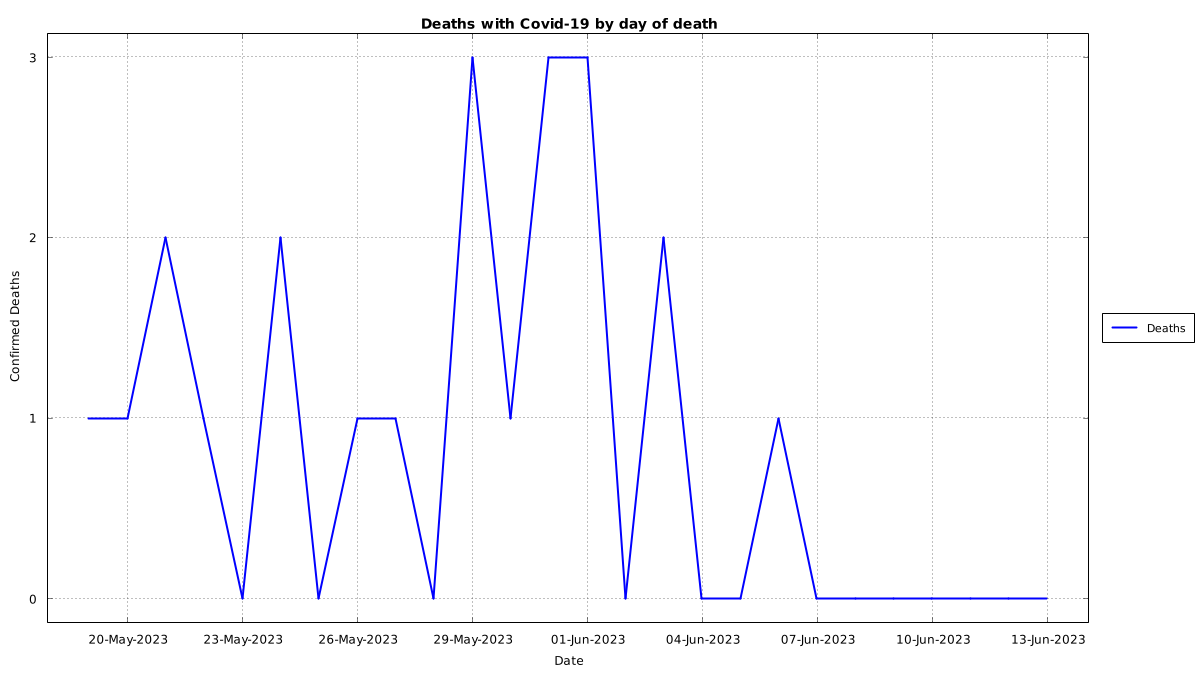 Deaths with Covid-19 by day of death
3
2
1
0
Confirmed Deaths
20-May-2023 23-May-2023 26-May-2023 29-May-2023 01-Jun-2023 04-Jun-2023 07-Jun-2023 10-Jun-2023 13-Jun-2023
Date
Deaths